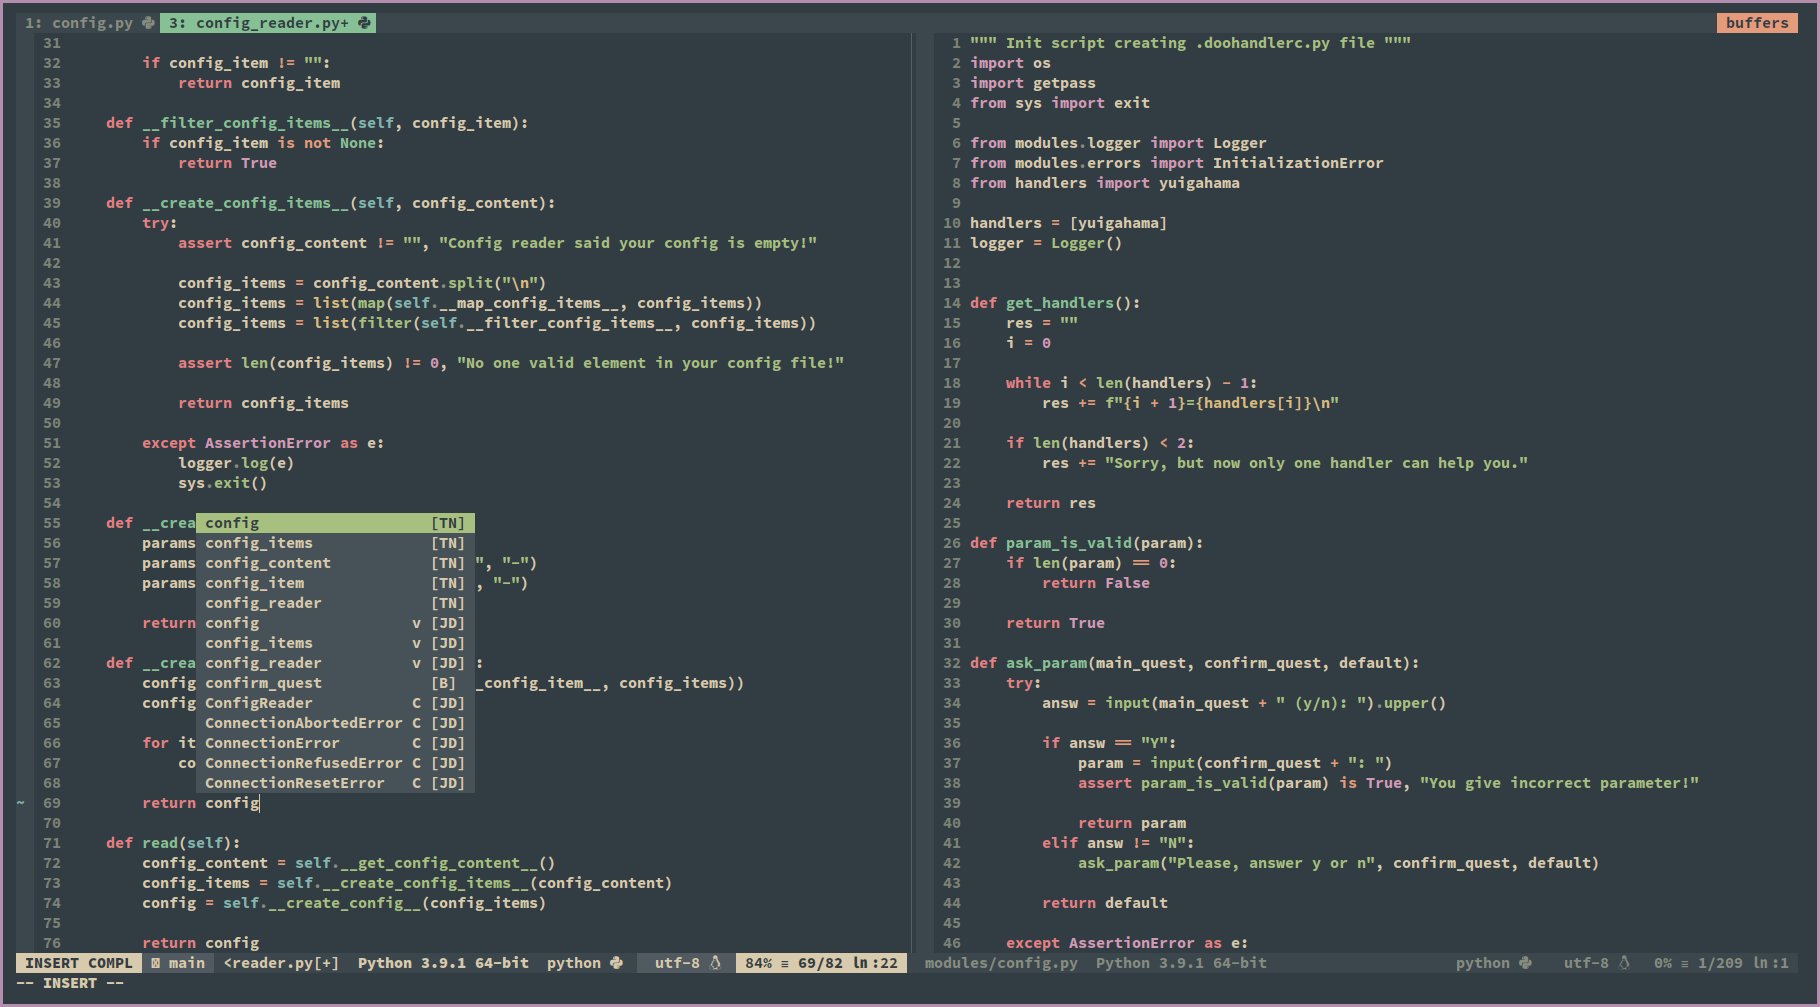 1: config.py 3: config_reader.py+ buffers
31
32 if config_item != "":
33 return config_item
34
35 def __filter_config_items__(self, config_item):
36 if config_item is not None:
37 return True
38
39 def __create_config_items__(self, config_content):
40 try:
41 assert config_content != "", "Config reader said your config is empty!"
42
43 config_items = config_content.split("\n")
44 config_items = list(map(self.__map_config_items__, config_items))
45 config_items = list(filter(self.__filter_config_items__, config_items))
46
47 assert len(config_items) != 0, "No one valid element in your config file!"
48
49 return config_items
50
51 except AssertionError as e:
52 logger.log(e)
53 sys.exit()
54
55 def __crea config [TN]
56 params config_items [TN]
57 params config_content [TN] ", "-")
58 params config_item [TN] , "-")
59 config_reader [TN]
60 return config v [JD]
61 config_items v [JD]
62 def __crea config_reader v [JD] :
63 config confirm_quest [B] _config_item__, config_items))
64 config ConfigReader C [JD]
65 ConnectionAbortedError C [JD]
66 for it ConnectionError C [JD]
67 co ConnectionRefusedError C [JD]
68 ConnectionResetError C [JD]
~ 69 return config
70
71 def read(self):
72 config_content = self.__get_config_content__()
73 config_items = self.__create_config_items__(config_content)
74 config = self.__create_config__(config_items)
75
76 return config
INSERT COMPL main <reader.py[+] Python 3.9.1 64-bit python utf-8 84% ≡ 69/82 ln:22
-- INSERT --
1 """ Init script creating .doohandlerc.py file """
2 import os
3 import getpass
4 from sys import exit
5
6 from modules.logger import Logger
7 from modules.errors import InitializationError
8 from handlers import yuigahama
9
10 handlers = [yuigahama]
11 logger = Logger()
12
13
14 def get_handlers():
15 res = ""
16 i = 0
17
18 while i < len(handlers) - 1:
19 res += f"{i + 1}={handlers[i]}\n"
20
21 if len(handlers) < 2:
22 res += "Sorry, but now only one handler can help you."
23
24 return res
25
26 def param_is_valid(param):
27 if len(param) == 0:
28 return False
29
30 return True
31
32 def ask_param(main_quest, confirm_quest, default):
33 try:
34 answ = input(main_quest + " (y/n): ").upper()
35
36 if answ == "Y":
37 param = input(confirm_quest + ": ")
38 assert param_is_valid(param) is True, "You give incorrect parameter!"
39
40 return param
41 elif answ != "N":
42 ask_param("Please, answer y or n", confirm_quest, default)
43
44 return default
45
46 except AssertionError as e:
modules/config.py Python 3.9.1 64-bit python utf-8 0% ≡ 1/209 ln:1